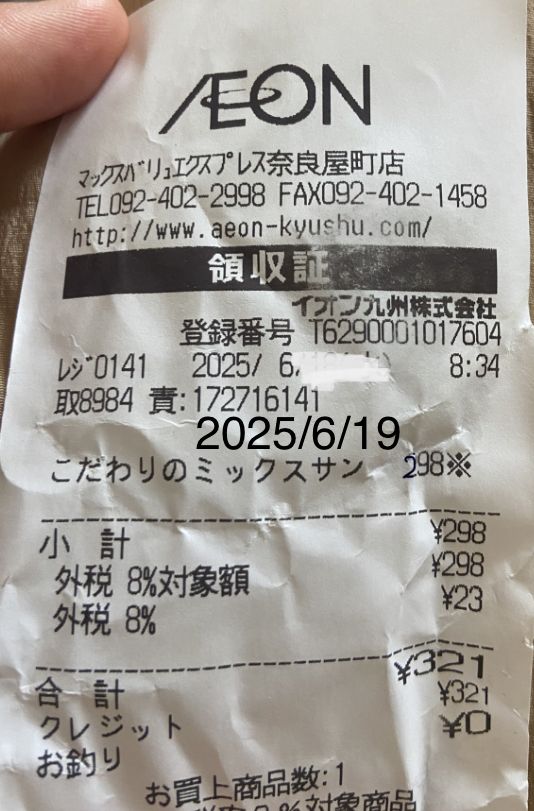 ÆON
マックスバリュエクスプレス奈良屋町店
TEL092-402-2998 FAX092-402-1458
http://www.aeon-kyushu.com/
領収証
イオン九州株式会社
登録番号 T6290001017604
レジ0141 2025/ 6/ 8:34
取8984 責:172716141
2025/6/19
こだわりのミックスサン 298※
小計 ¥298
外税 8%対象額 ¥298
外税 8% ¥23
合計 ¥321
クレジット ¥321
お釣り ¥0
お買上商品数:1
対象商品